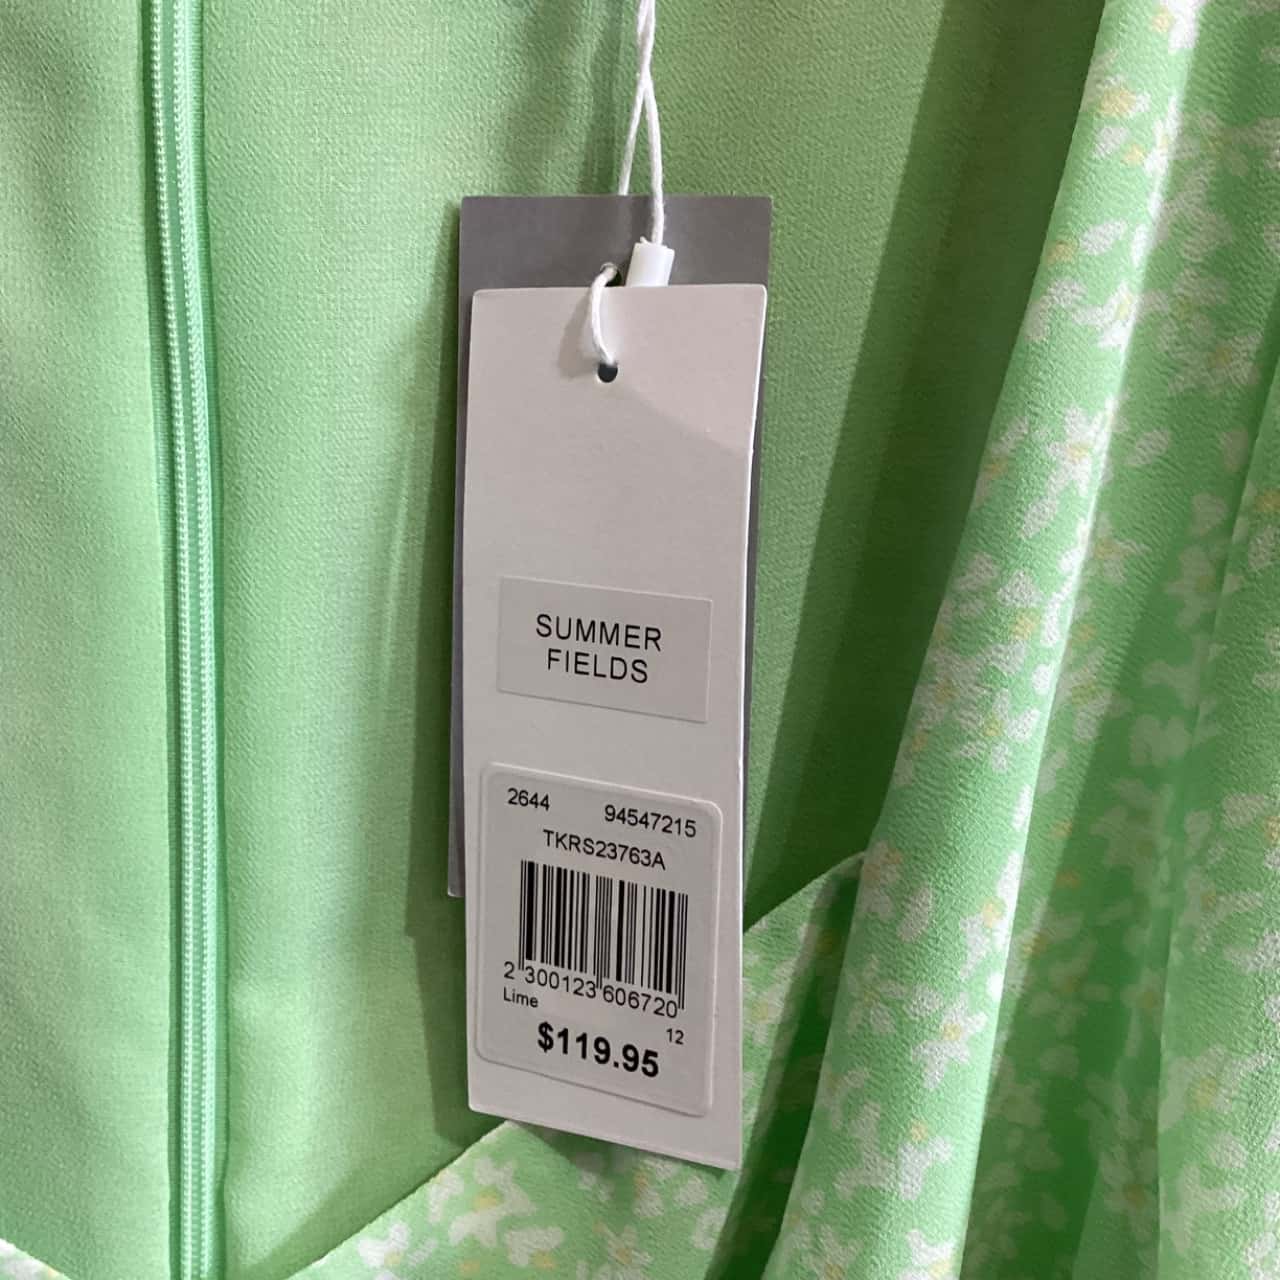 SUMMER
FIELDS
2644 94547215
TKRS23763A
2 300123 606720
Lime 12
$119.95